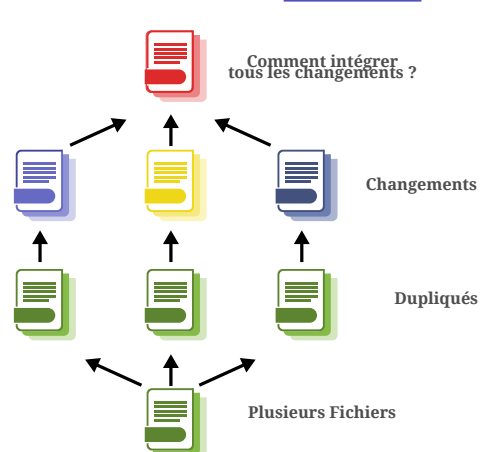 Comment intégrer
tous les changements ?
Changements
Dupliqués
Plusieurs Fichiers